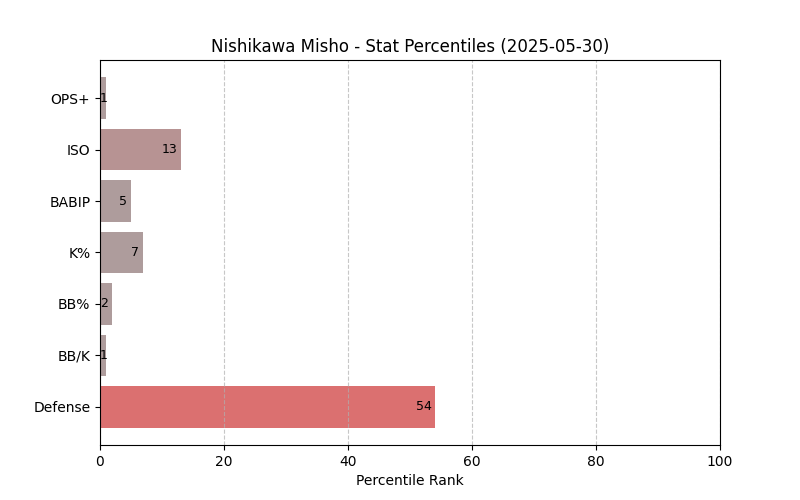 Nishikawa Misho - Stat Percentiles (2025-05-30)
OPS+ 1
ISO 13
BABIP 5
K% 7
BB% 2
BB/K 1
Defense 54
0 20 40 60 80 100
Percentile Rank